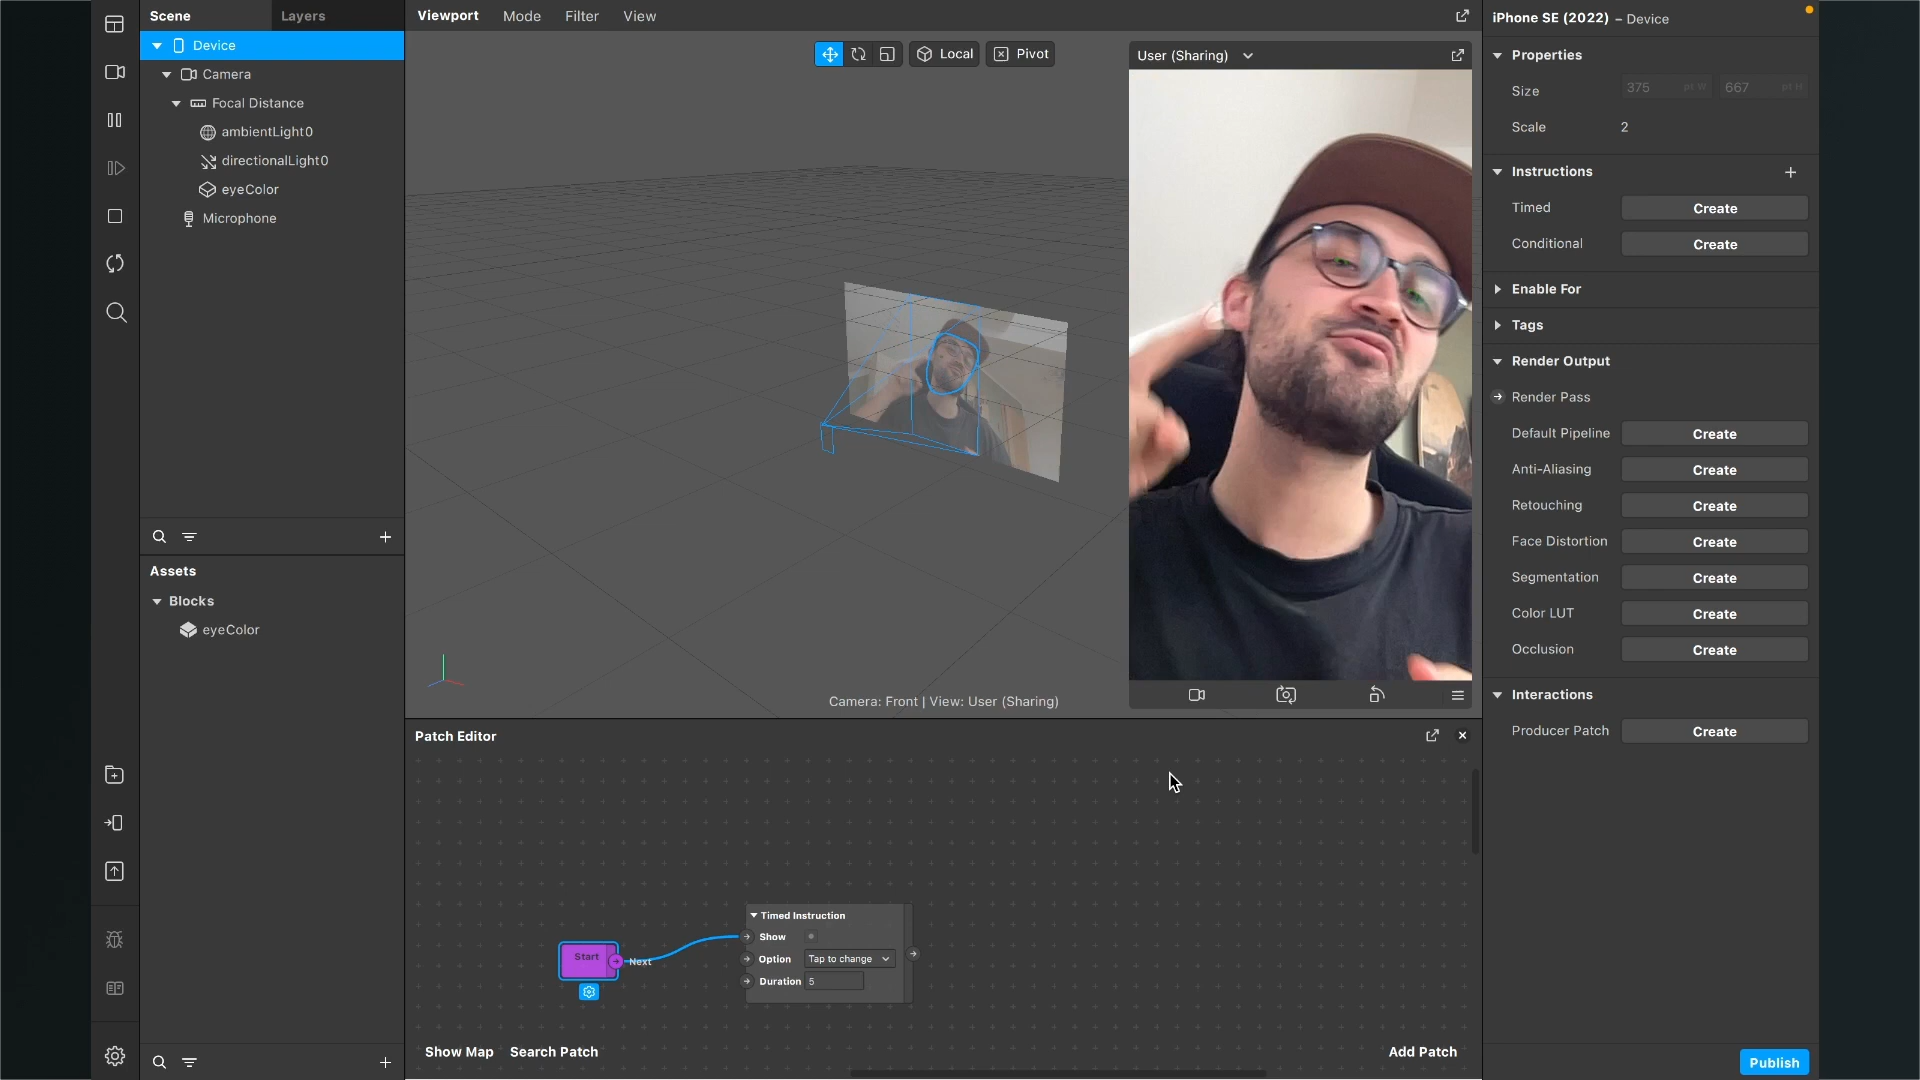 Scene
Layers
Device
Camera
Focal Distance
ambientLight0
directionalLight0
eyeColor
Microphone
Assets
Blocks
eyeColor
Viewport
Mode
Filter
View
Local
Pivot
User (Sharing)
Camera: Front | View: User (Sharing)
Patch Editor
Start
Next
Timed Instruction
Show
Option
Tap to change
Duration
5
Show Map
Search Patch
Add Patch
iPhone SE (2022) – Device
Properties
Size
375
pt W
667
pt H
Scale
2
Instructions
Timed
Create
Conditional
Create
Enable For
Tags
Render Output
Render Pass
Default Pipeline
Create
Anti-Aliasing
Create
Retouching
Create
Face Distortion
Create
Segmentation
Create
Color LUT
Create
Occlusion
Create
Interactions
Producer Patch
Create
Publish